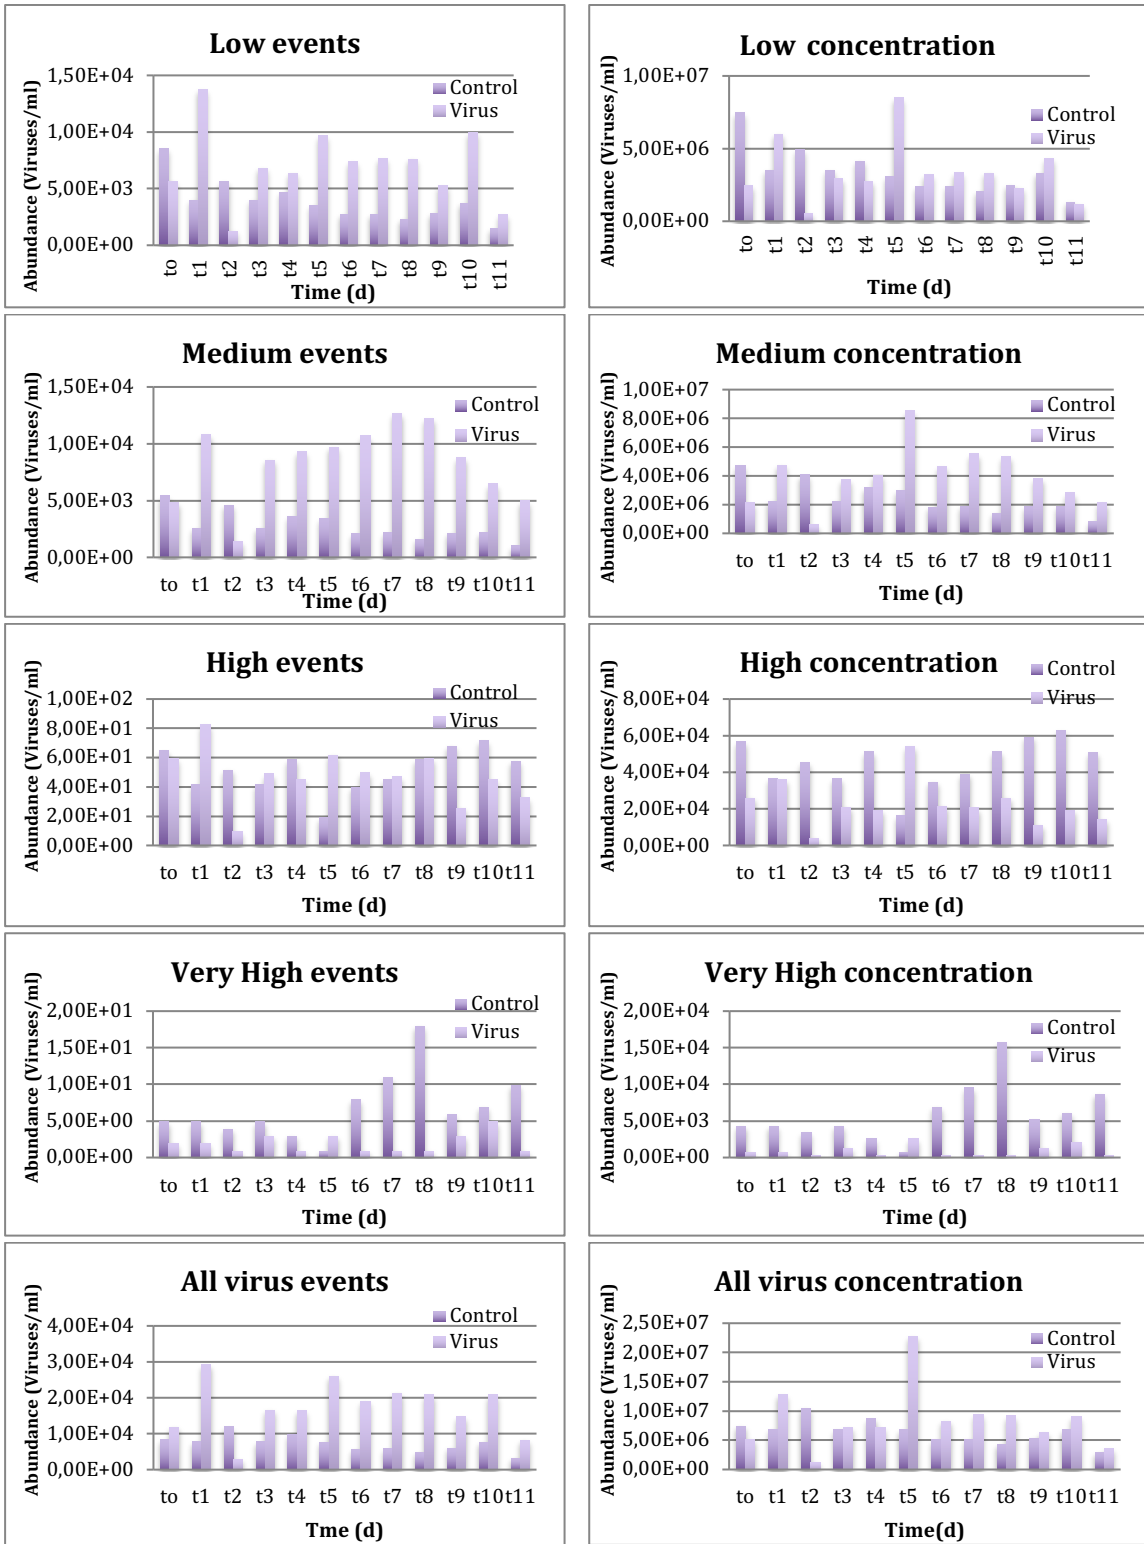 Low events
Abundance (Viruses/ml)
1,50E+04
1,00E+04
5,00E+03
0,00E+00
Control
Virus
to t1 t2 t3 t4 t5 t6 t7 t8 t9 t10 t11
Time (d)
Low concentration
Abundance (Viruses/ml)
1,00E+07
5,00E+06
0,00E+00
Control
Virus
to t1 t2 t3 t4 t5 t6 t7 t8 t9 t10 t11
Time (d)
Medium events
Abundance (Viruses/ml)
1,50E+04
1,00E+04
5,00E+03
0,00E+00
Control
Virus
to t1 t2 t3 t4 t5 t6 t7 t8 t9 t10 t11
Time (d)
Medium concentration
Abundance (Viruses/ml)
1,00E+07
8,00E+06
6,00E+06
4,00E+06
2,00E+06
0,00E+00
Control
Virus
to t1 t2 t3 t4 t5 t6 t7 t8 t9 t10 t11
Time (d)
High events
Abundance (Viruses/ml)
1,00E+02
8,00E+01
6,00E+01
4,00E+01
2,00E+01
0,00E+00
Control
Virus
to t1 t2 t3 t4 t5 t6 t7 t8 t9 t10 t11
Time (d)
High concentration
Abundance (Viruses/ml)
8,00E+04
6,00E+04
4,00E+04
2,00E+04
0,00E+00
Control
Virus
to t1 t2 t3 t4 t5 t6 t7 t8 t9 t10 t11
Time (d)
Very High events
Abundance (Viruses/ml)
2,00E+01
1,50E+01
1,00E+01
5,00E+00
0,00E+00
Control
Virus
to t1 t2 t3 t4 t5 t6 t7 t8 t9 t10 t11
Time (d)
Very High concentration
Abundance (Viruses/ml)
2,00E+04
1,50E+04
1,00E+04
5,00E+03
0,00E+00
Control
Virus
to t1 t2 t3 t4 t5 t6 t7 t8 t9 t10 t11
Time (d)
All virus events
Abundance (Viruses/ml)
4,00E+04
3,00E+04
2,00E+04
1,00E+04
0,00E+00
Control
Virus
to t1 t2 t3 t4 t5 t6 t7 t8 t9 t10 t11
Tme (d)
All virus concentration
Abundance (Viruses/ml)
2,50E+07
2,00E+07
1,50E+07
1,00E+07
5,00E+06
0,00E+00
Control
Virus
to t1 t2 t3 t4 t5 t6 t7 t8 t9 t10 t11
Time(d)